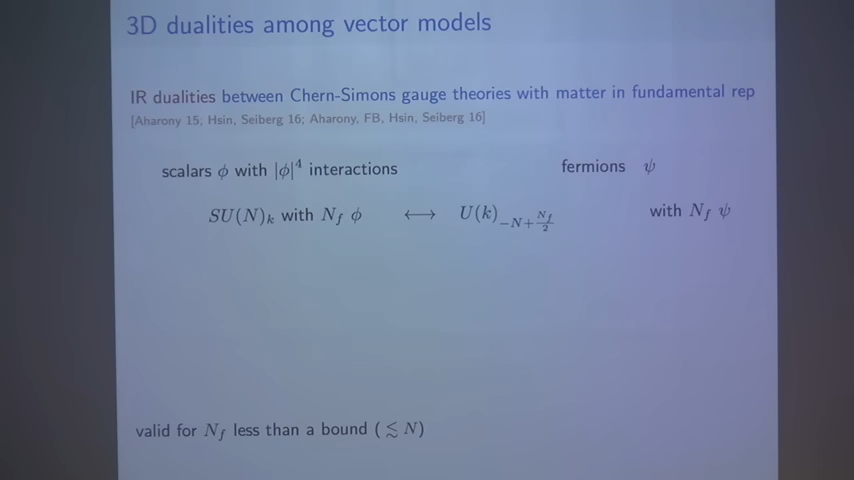 3D dualities among vector models
IR dualities between Chern-Simons gauge theories with matter in fundamental rep
[Aharony 15; Hsin, Seiberg 16; Aharony, FB, Hsin, Seiberg 16]
scalars ϕ with |ϕ|⁴ interactions fermions ψ
SU(N)_k with N_f ϕ ⟷ U(k)_{−N+\frac{N_f}{2}} with N_f ψ
valid for N_f less than a bound (≲ N)